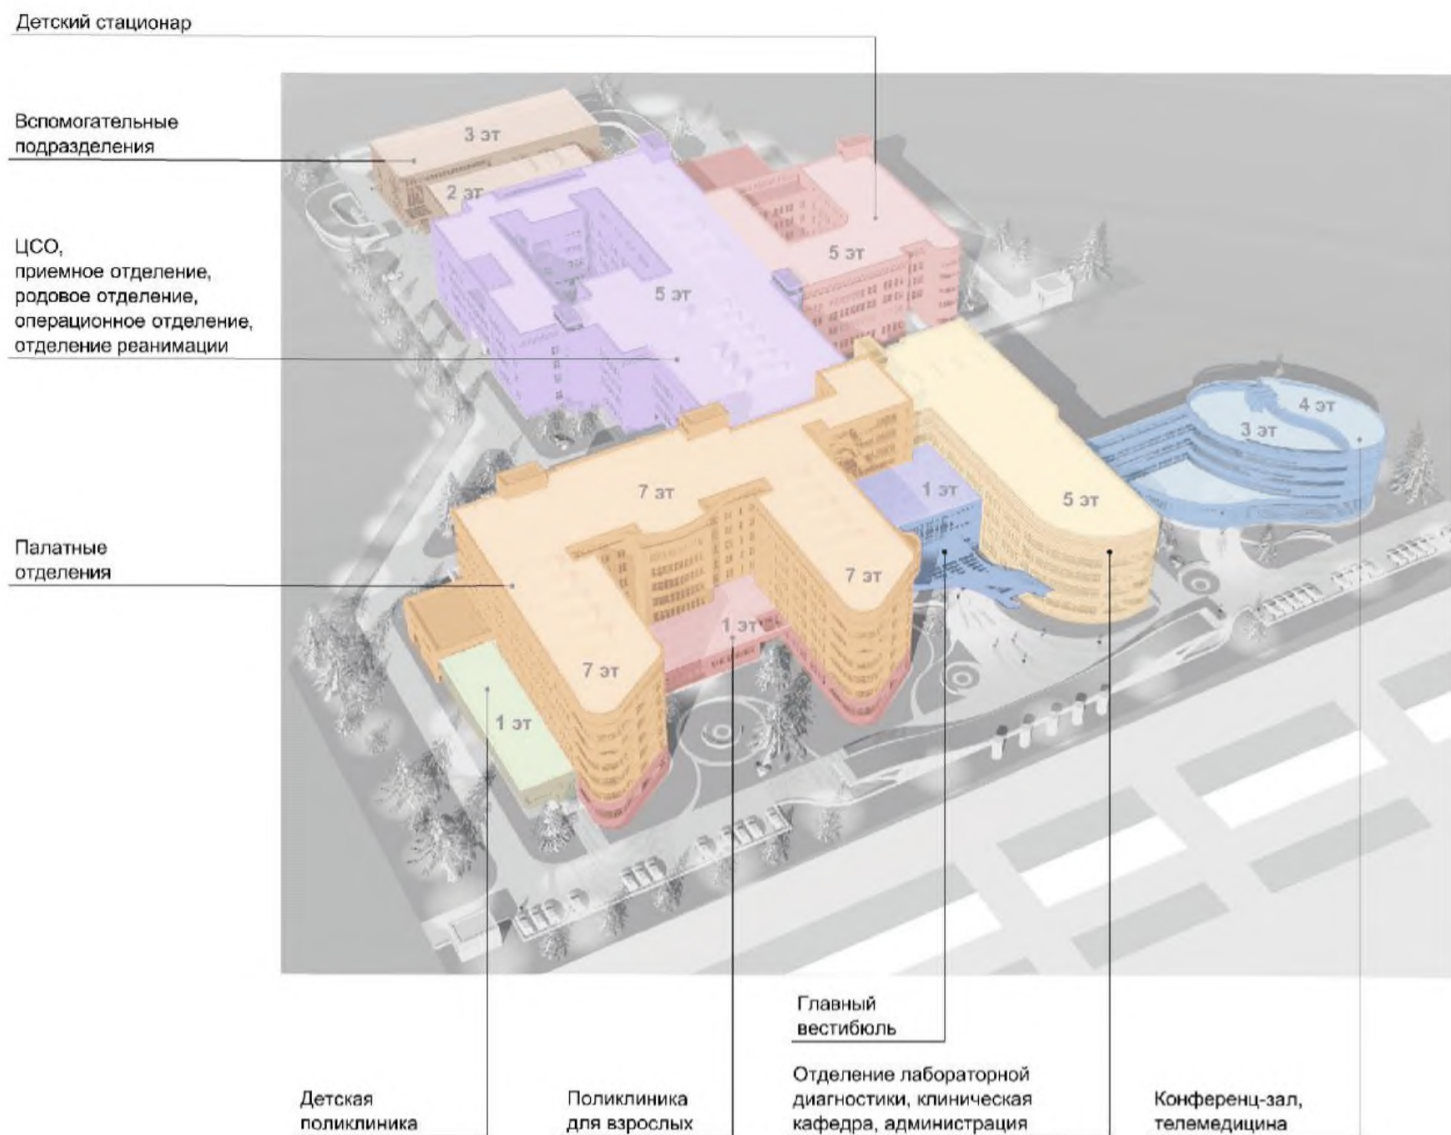 Детский стационар
Вспомогательные
подразделения
ЦСО,
приемное отделение,
родовое отделение,
операционное отделение,
отделение реанимации
Палатные
отделения
3 эт
2 эт
5 эт
5 эт
4 эт
3 эт
7 эт
1 эт
5 эт
7 эт
1 эт
7 эт
1 эт
Главный
вестибюль
Детская
поликлиника
Поликлиника
для взрослых
Отделение лабораторной
диагностики, клиническая
кафедра, администрация
Конференц-зал,
телемедицина